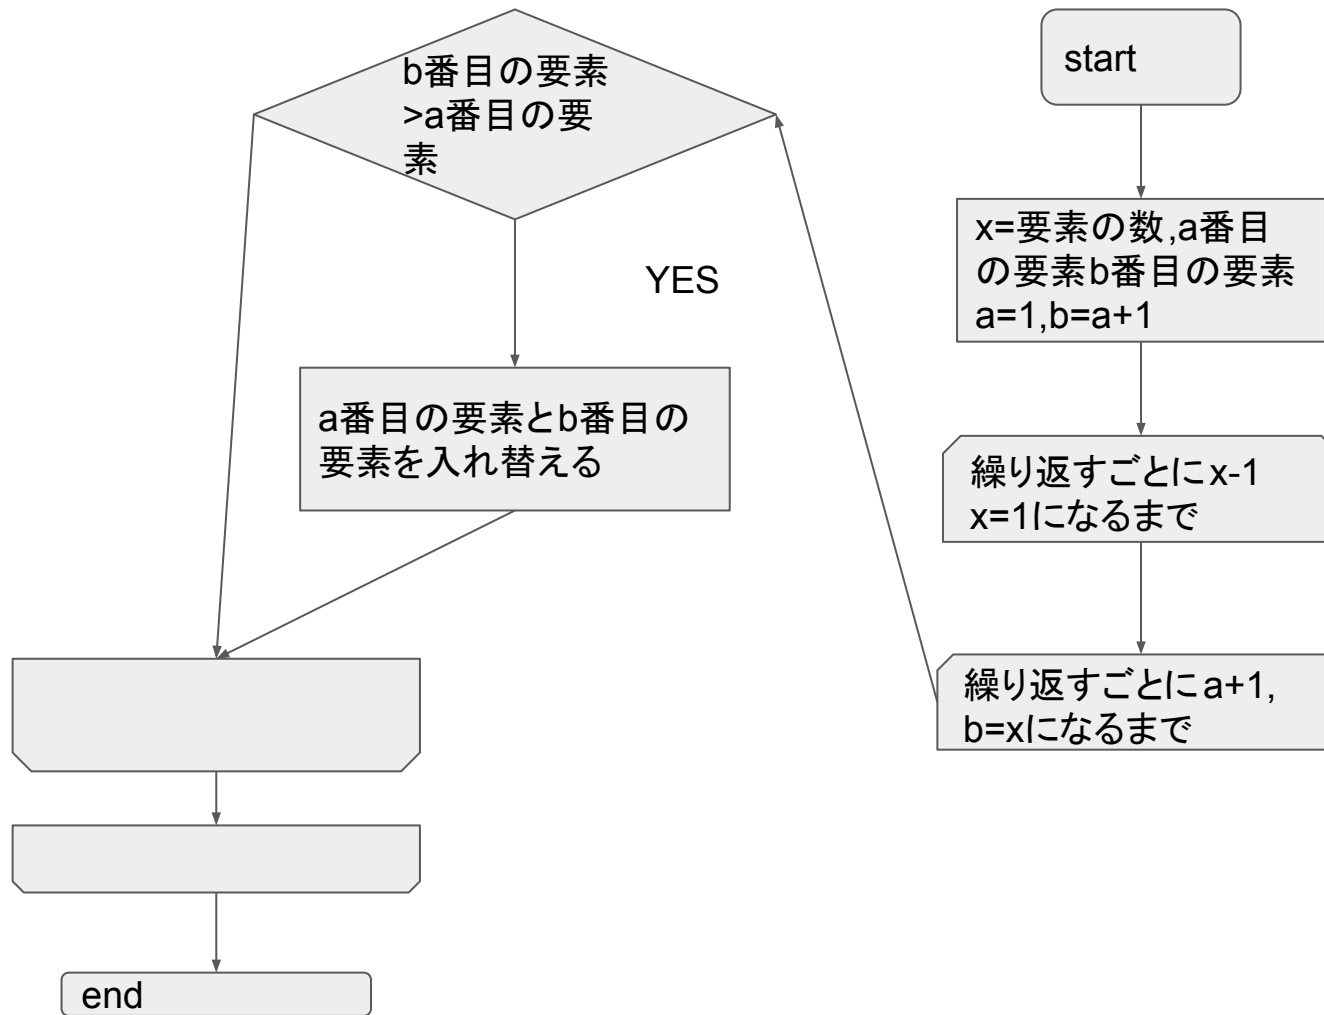 start
x=要素の数,a番目
の要素b番目の要素
a=1,b=a+1
繰り返すごとにx-1
x=1になるまで
繰り返すごとにa+1,
b=xになるまで
b番目の要素
>a番目の要
素
YES
a番目の要素とb番目の
要素を入れ替える
end